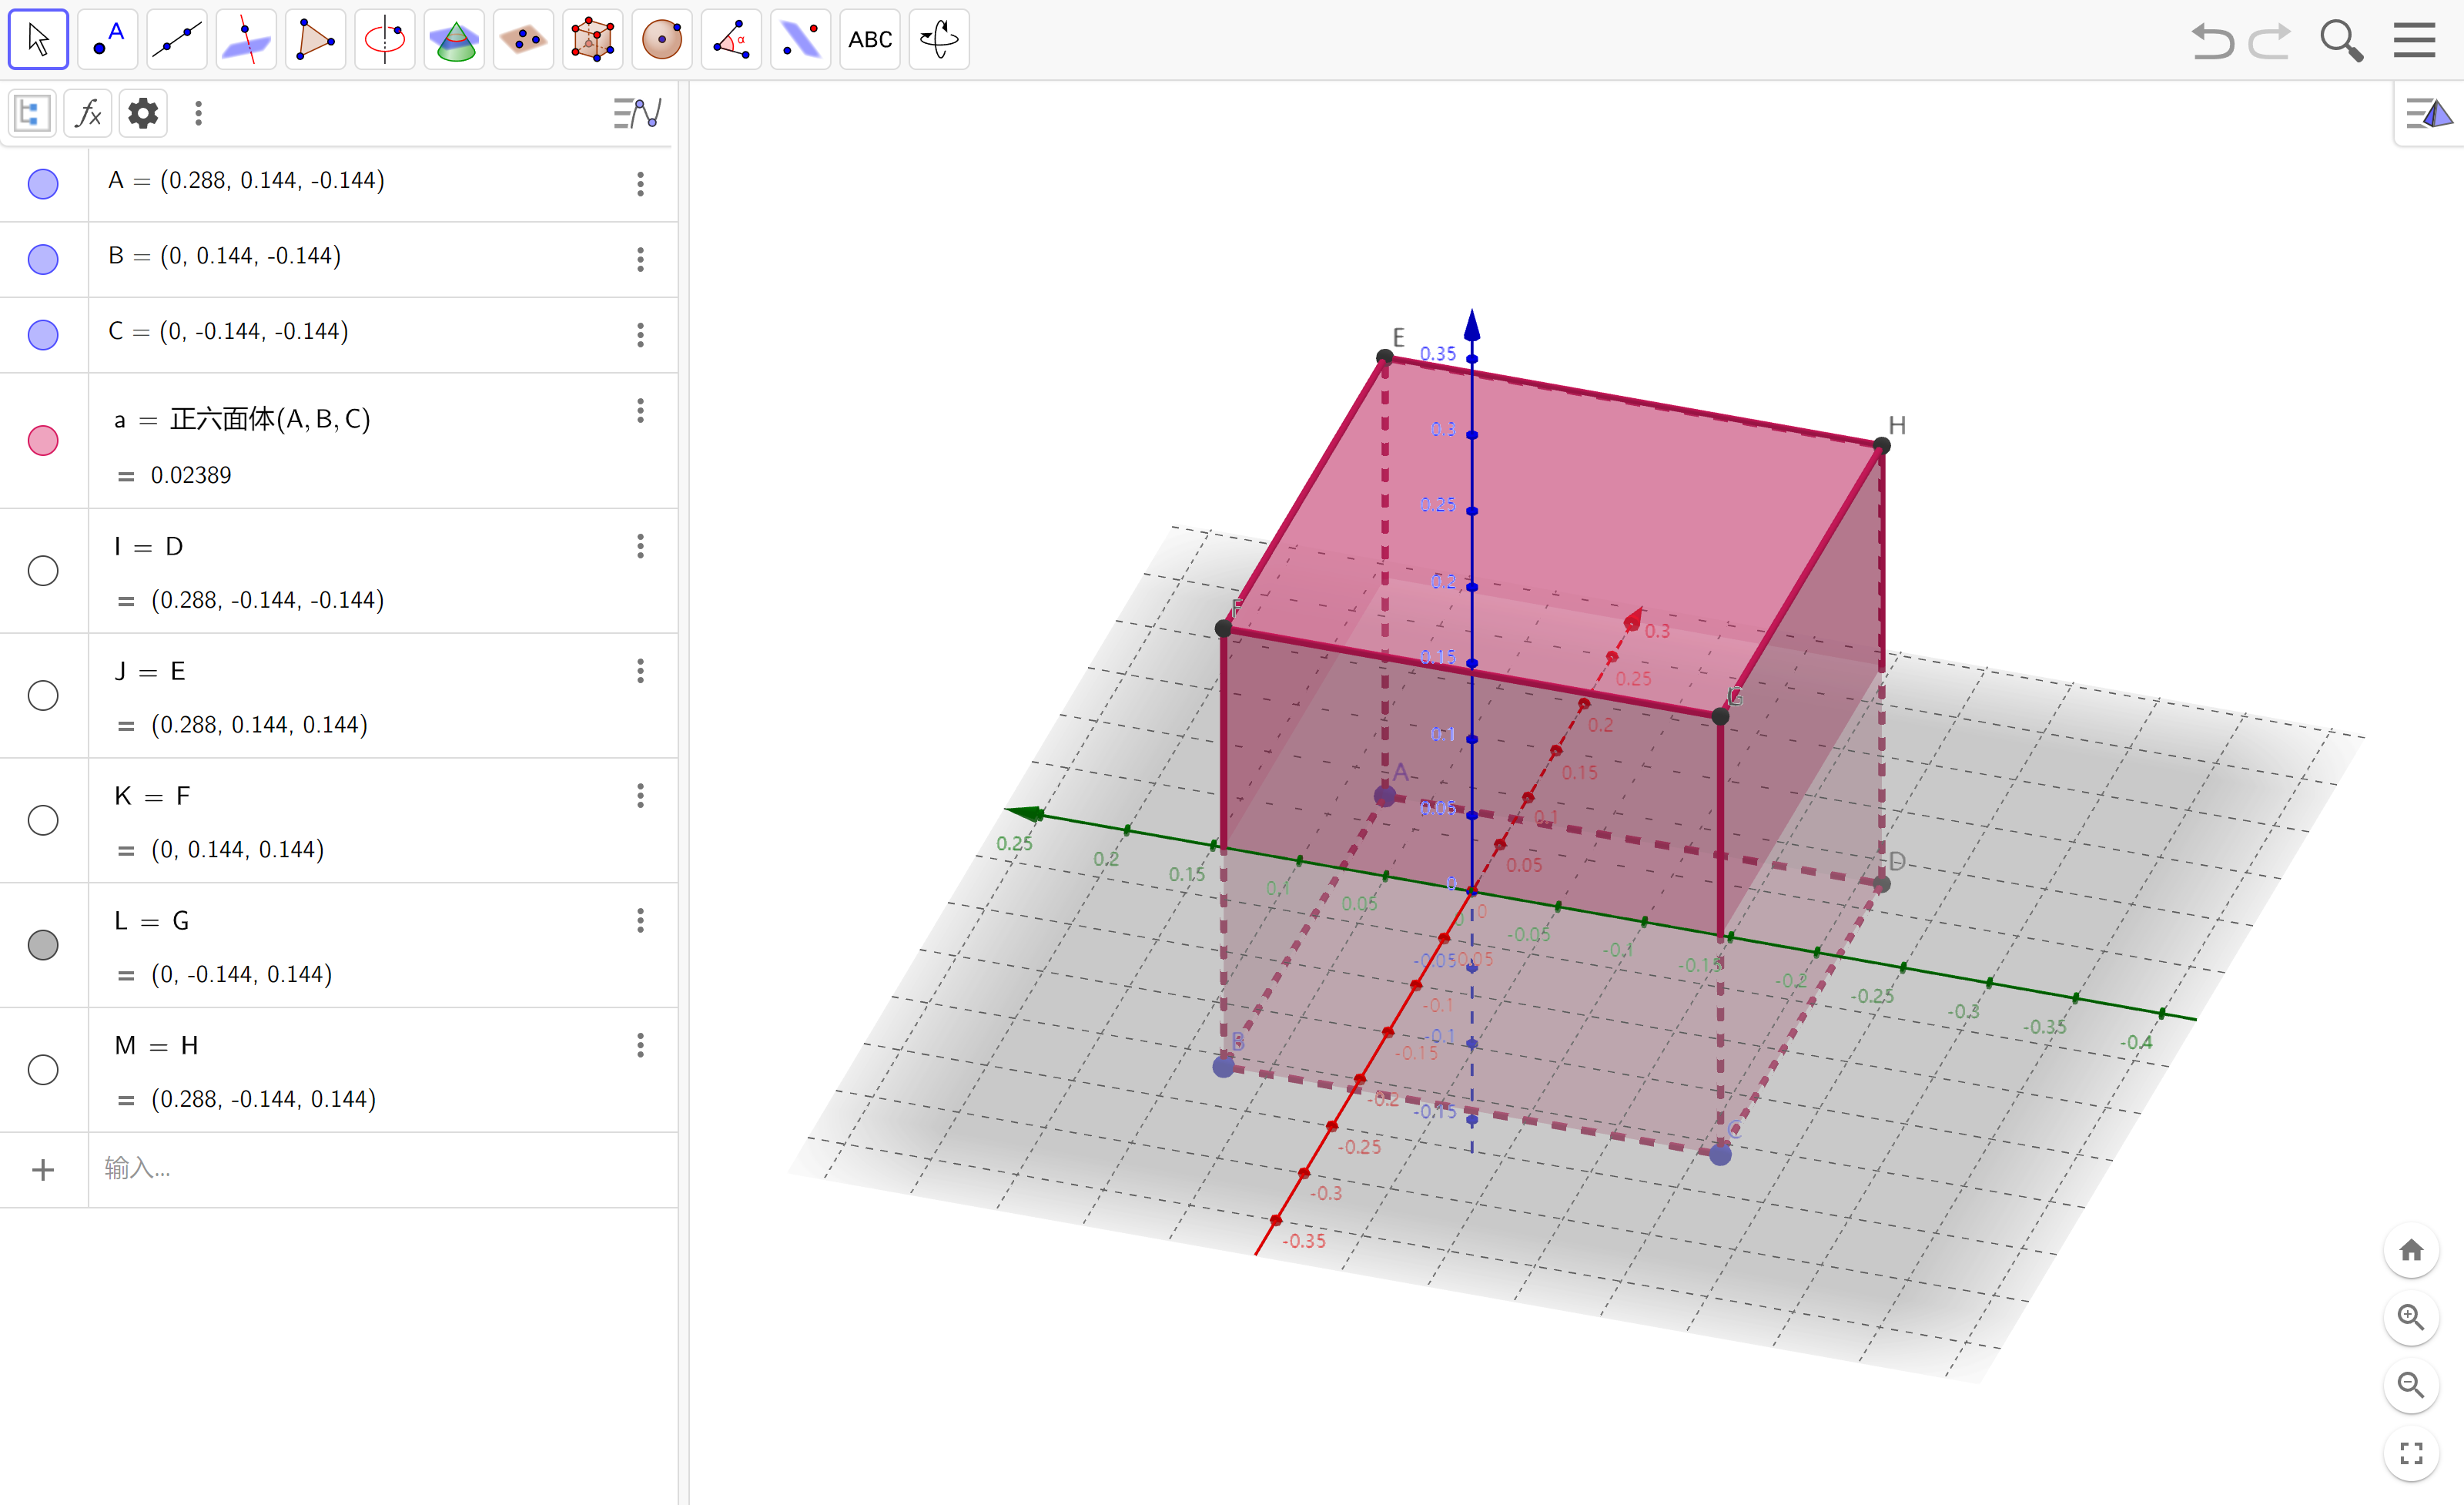 A
α
ABC
fx
A = (0.288, 0.144, -0.144)
B = (0, 0.144, -0.144)
C = (0, -0.144, -0.144)
a = 正六面体(A, B, C)
= 0.02389
I = D
= (0.288, -0.144, -0.144)
J = E
= (0.288, 0.144, 0.144)
K = F
= (0, 0.144, 0.144)
L = G
= (0, -0.144, 0.144)
M = H
= (0.288, -0.144, 0.144)
+ 输入...
E
0.35
H
0.3
0.25
0.2
F
0.3
0.15
0.25
G
0.2
0.1
A
0.15
0.05
0.1
0.25
0.2
0.15
0.1
0.05
0
0.05
D
0
0
-0.05
-0.1
-0.15
-0.2
-0.25
-0.3
-0.35
-0.4
-0.05
-0.05
-0.1
-0.1
B
-0.15
-0.2
-0.15
C
-0.25
-0.3
-0.35